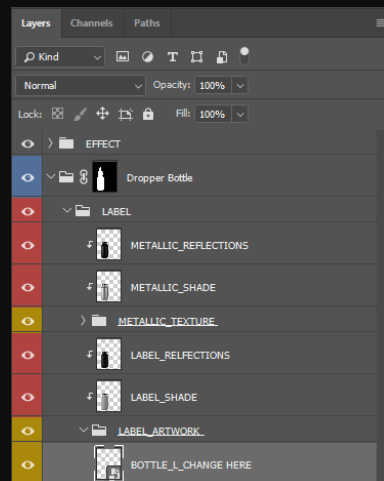 Layers Channels Paths
Kind T
Normal Opacity: 100%
Lock: Fill: 100%
EFFECT
Dropper Bottle
LABEL
METALLIC_REFLECTIONS
METALLIC_SHADE
METALLIC_TEXTURE
LABEL_RELFECTIONS
LABEL_SHADE
LABEL_ARTWORK
BOTTLE_L_CHANGE HERE